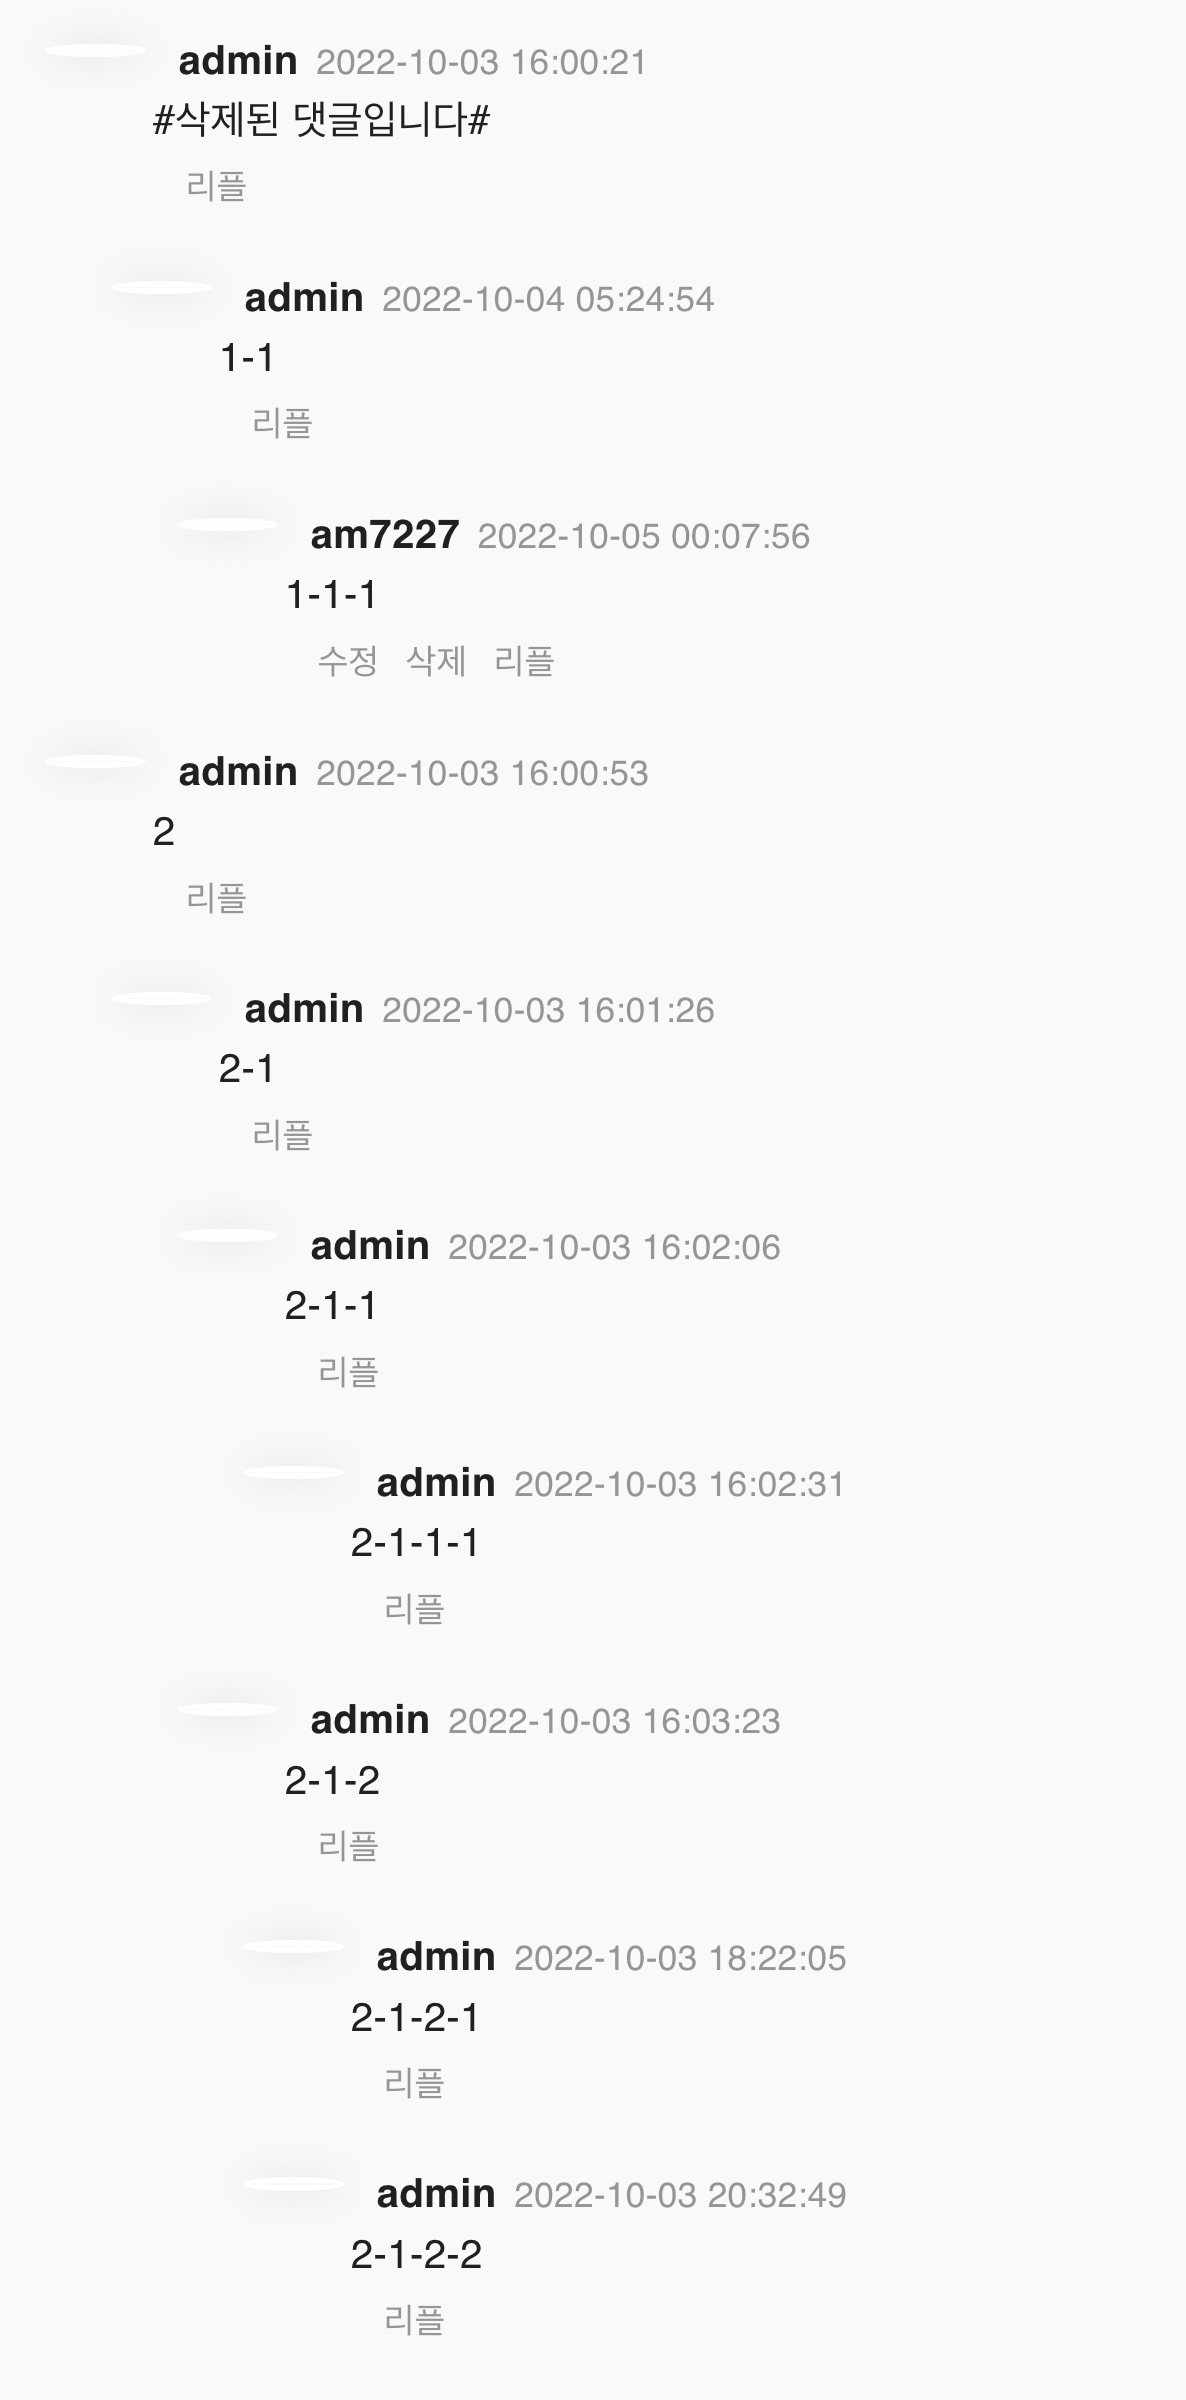 admin 2022-10-03 16:00:21
#삭제된 댓글입니다#
리플
admin 2022-10-04 05:24:54
1-1
리플
am7227 2022-10-05 00:07:56
1-1-1
수정 삭제 리플
admin 2022-10-03 16:00:53
2
리플
admin 2022-10-03 16:01:26
2-1
리플
admin 2022-10-03 16:02:06
2-1-1
리플
admin 2022-10-03 16:02:31
2-1-1-1
리플
admin 2022-10-03 16:03:23
2-1-2
리플
admin 2022-10-03 18:22:05
2-1-2-1
리플
admin 2022-10-03 20:32:49
2-1-2-2
리플